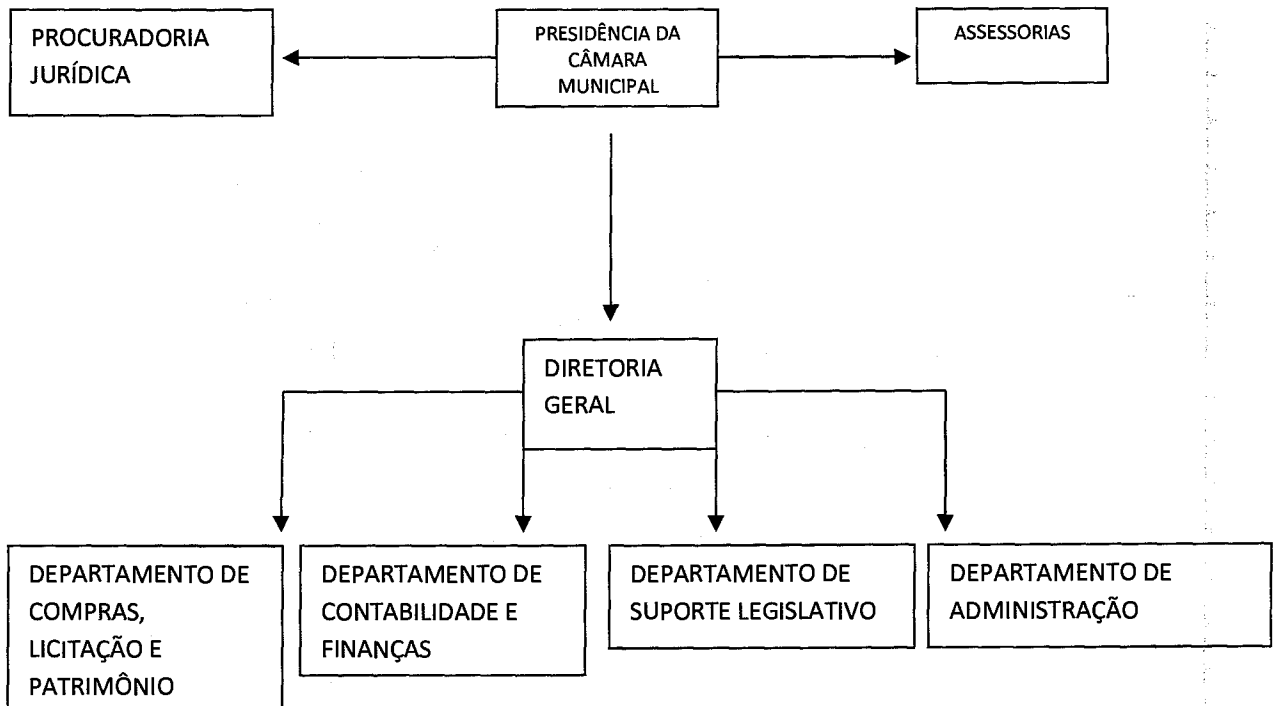 PROCURADORIA
JURÍDICA
PRESIDÊNCIA DA
CÂMARA
MUNICIPAL
ASSESSORIAS
DIRETORIA
GERAL
DEPARTAMENTO DE
COMPRAS,
LICITAÇÃO E
PATRIMÔNIO
DEPARTAMENTO DE
CONTABILIDADE E
FINANÇAS
DEPARTAMENTO DE
SUPORTE LEGISLATIVO
DEPARTAMENTO DE
ADMINISTRAÇÃO